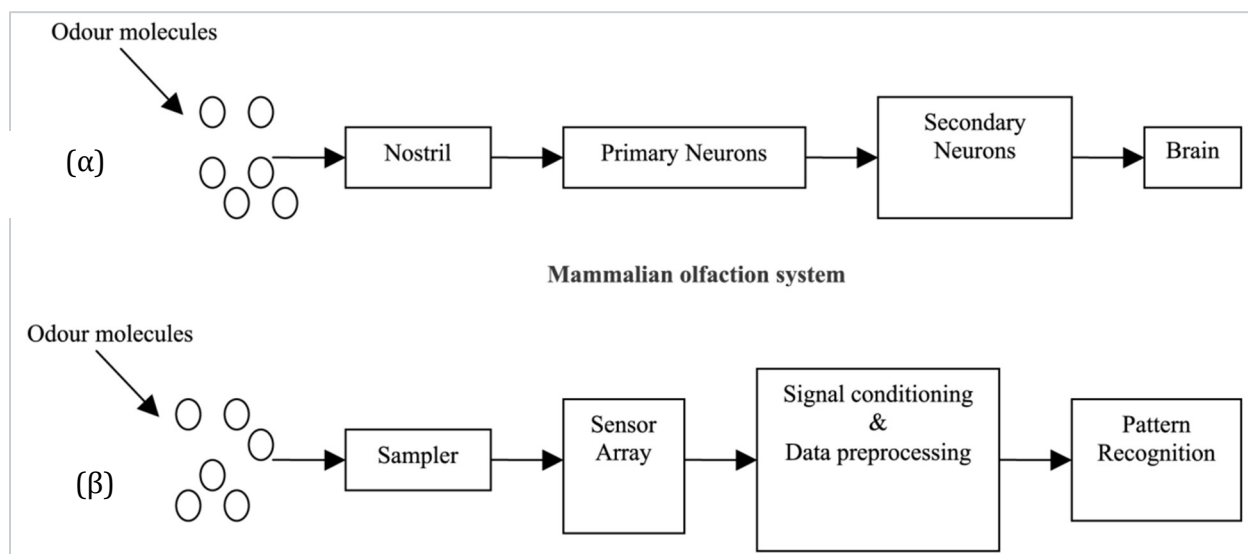 Odour molecules
(α)
Nostril
Primary Neurons
Secondary
Neurons
Brain
Mammalian olfaction system
Odour molecules
(β)
Sampler
Sensor
Array
Signal conditioning
&
Data preprocessing
Pattern
Recognition